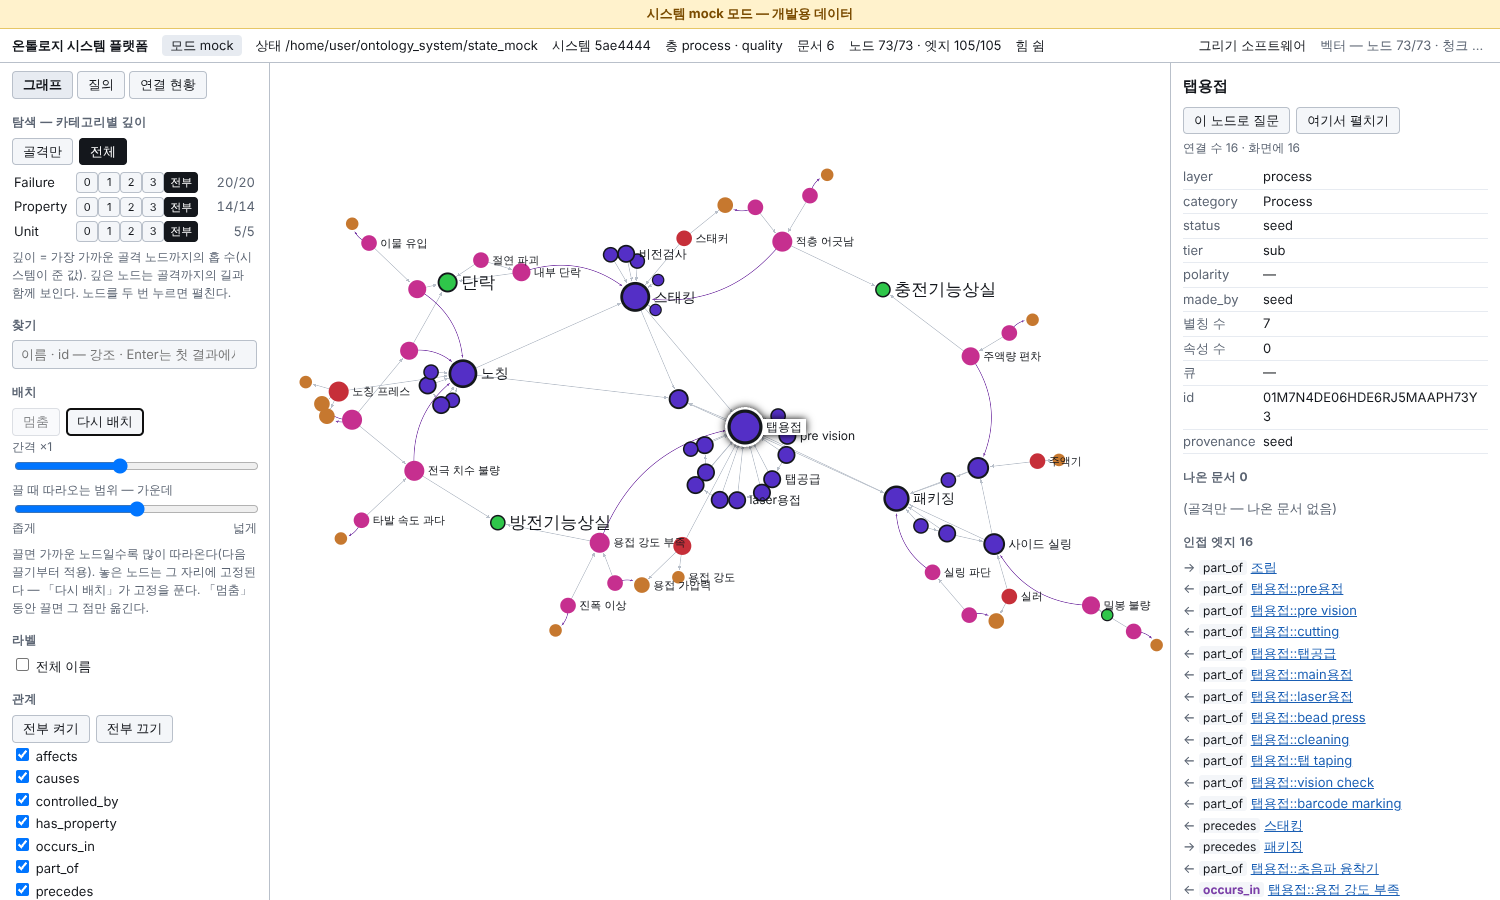 시스템 mock 모드 — 개발용 데이터
온톨로지 시스템 플랫폼 모드 mock 상태 /home/user/ontology_system/state_mock 시스템 5ae4444 층 process · quality 문서 6 노드 73/73 · 엣지 105/105 힘 쉼 그리기 소프트웨어 벡터 — 노드 73/73 · 청크 ...
그래프 질의 연결 현황
탐색 — 카테고리별 깊이
골격만 전체
Failure 0 1 2 3 전부 20/20
Property 0 1 2 3 전부 14/14
Unit 0 1 2 3 전부 5/5
깊이 = 가장 가까운 골격 노드까지의 홉 수(시
스템이 준 값). 깊은 노드는 골격까지의 길과
함께 보인다. 노드를 두 번 누르면 펼친다.
찾기
이름 · id — 강조 · Enter는 첫 결과에
배치
멈춤 다시 배치
간격 ×1
끌 때 따라오는 범위 — 가운데
좁게 넓게
끌면 가까운 노드일수록 많이 따라온다(다음
끌기부터 적용). 놓은 노드는 그 자리에 고정된
다 — 「다시 배치」가 고정을 푼다. 「멈춤」
동안 끌면 그 점만 옮긴다.
라벨
전체 이름
관계
전부 켜기 전부 끄기
affects
causes
controlled_by
has_property
occurs_in
part_of
precedes
이물 유입
절연 파괴
내부 단락
단락
비전검사
스태커
적층 어긋남
스태킹
충전기능상실
주액량 편차
노칭
노칭 프레스
탭용접
pre vision
탭공급
laser용접
주액기
패키징
전극 치수 불량
타발 속도 과다
방전기능상실
용접 강도 부족
용접 강도
용접 가압력
진폭 이상
사이드 실링
실링 파단
실러
밀봉 불량
탭용접
이 노드로 질문 여기서 펼치기
연결 수 16 · 화면에 16
layer process
category Process
status seed
tier sub
polarity —
made_by seed
별칭 수 7
속성 수 0
큐 —
id 01M7N4DE06HDE6RJ5MAAPH73Y
3
provenance seed
나온 문서 0
(골격만 — 나온 문서 없음)
인접 엣지 16
→ part_of 조립
← part_of 탭용접::pre용접
← part_of 탭용접::pre vision
← part_of 탭용접::cutting
← part_of 탭용접::탭공급
← part_of 탭용접::main용접
← part_of 탭용접::laser용접
← part_of 탭용접::bead press
← part_of 탭용접::cleaning
← part_of 탭용접::탭 taping
← part_of 탭용접::vision check
← part_of 탭용접::barcode marking
← precedes 스태킹
→ precedes 패키징
← part_of 탭용접::초음파 융착기
← occurs_in 탭용접::용접 강도 부족